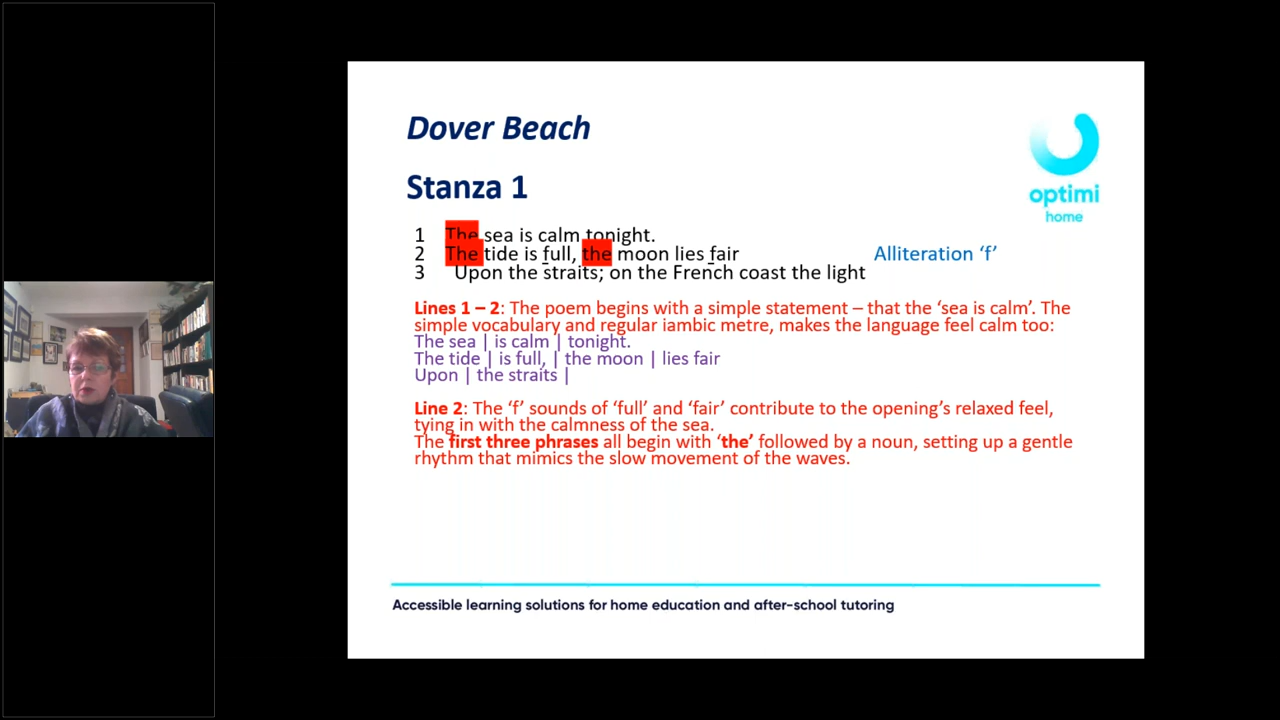 Dover Beach
optimi
home
Stanza 1
1 The sea is calm tonight.
2 The tide is full, the moon lies fair Alliteration ‘f’
3 Upon the straits; on the French coast the light
Lines 1 – 2: The poem begins with a simple statement – that the ‘sea is calm’. The
simple vocabulary and regular iambic metre, makes the language feel calm too:
The sea | is calm | tonight.
The tide | is full, | the moon | lies fair
Upon | the straits |
Line 2: The ‘f’ sounds of ‘full’ and ‘fair’ contribute to the opening’s relaxed feel,
tying in with the calmness of the sea.
The first three phrases all begin with ‘the’ followed by a noun, setting up a gentle
rhythm that mimics the slow movement of the waves.
Accessible learning solutions for home education and after-school tutoring